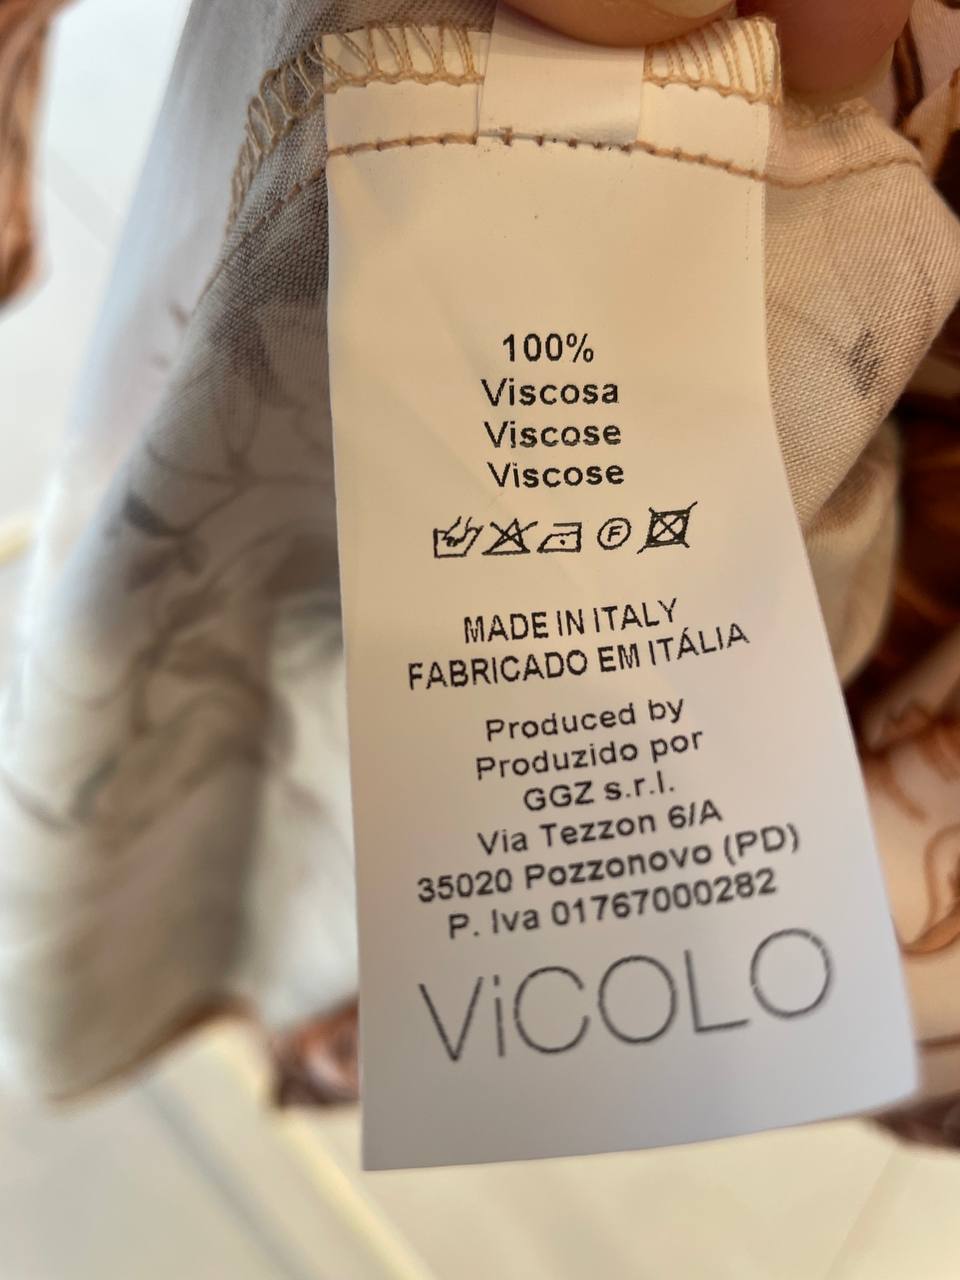 100%
Viscosa
Viscose
Viscose
F
MADE IN ITALY
FABRICADO EM ITÁLIA
Produced by
Produzido por
GGZ s.r.l.
Via Tezzon 6/A
35020 Pozzonovo (PD)
P. Iva 01767000282
ViCOLO